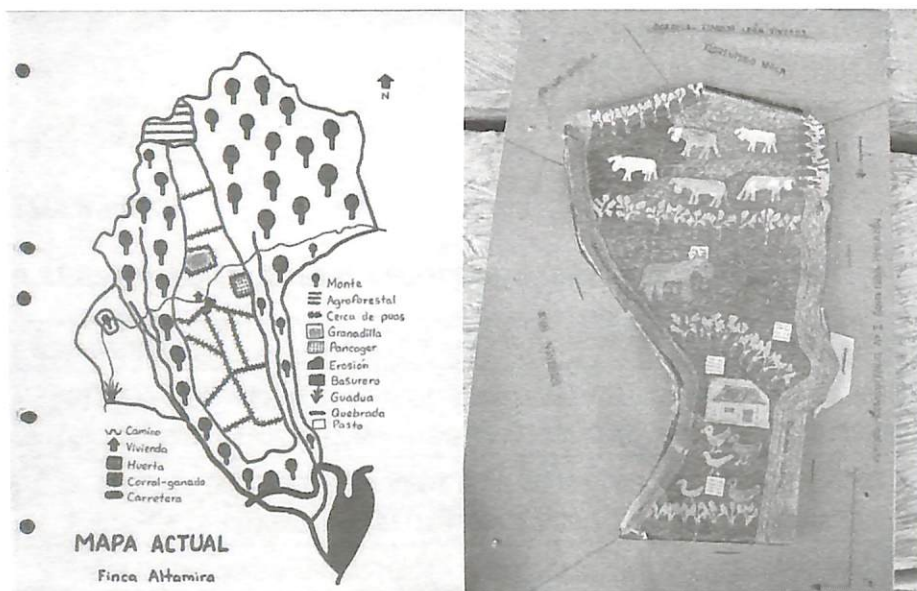 N
Monte
Agroforestal
Cerca de puas
Granadilla
Pancoger
Erosión
Basurero
Guadua
Quebrada
Pasto
Camino
Vivienda
Huerta
Corral-ganado
Carretera
MAPA ACTUAL
Finca Altamira